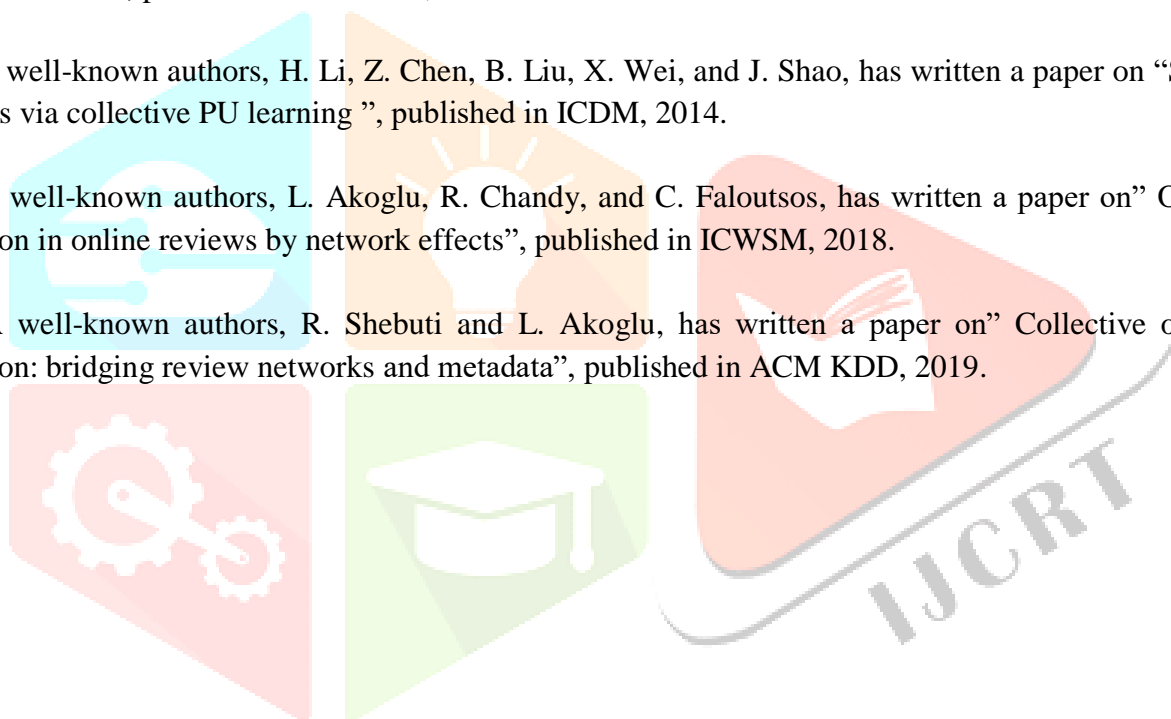 well-known authors, H. Li, Z. Chen, B. Liu, X. Wei, and J. Shao, has written a paper on “
s via collective PU learning ”, published in ICDM, 2014.
well-known authors, L. Akoglu, R. Chandy, and C. Faloutsos, has written a paper on” O
on in online reviews by network effects”, published in ICWSM, 2018.
well-known authors, R. Shebuti and L. Akoglu, has written a paper on” Collective o
on: bridging review networks and metadata”, published in ACM KDD, 2019.
IJCRT